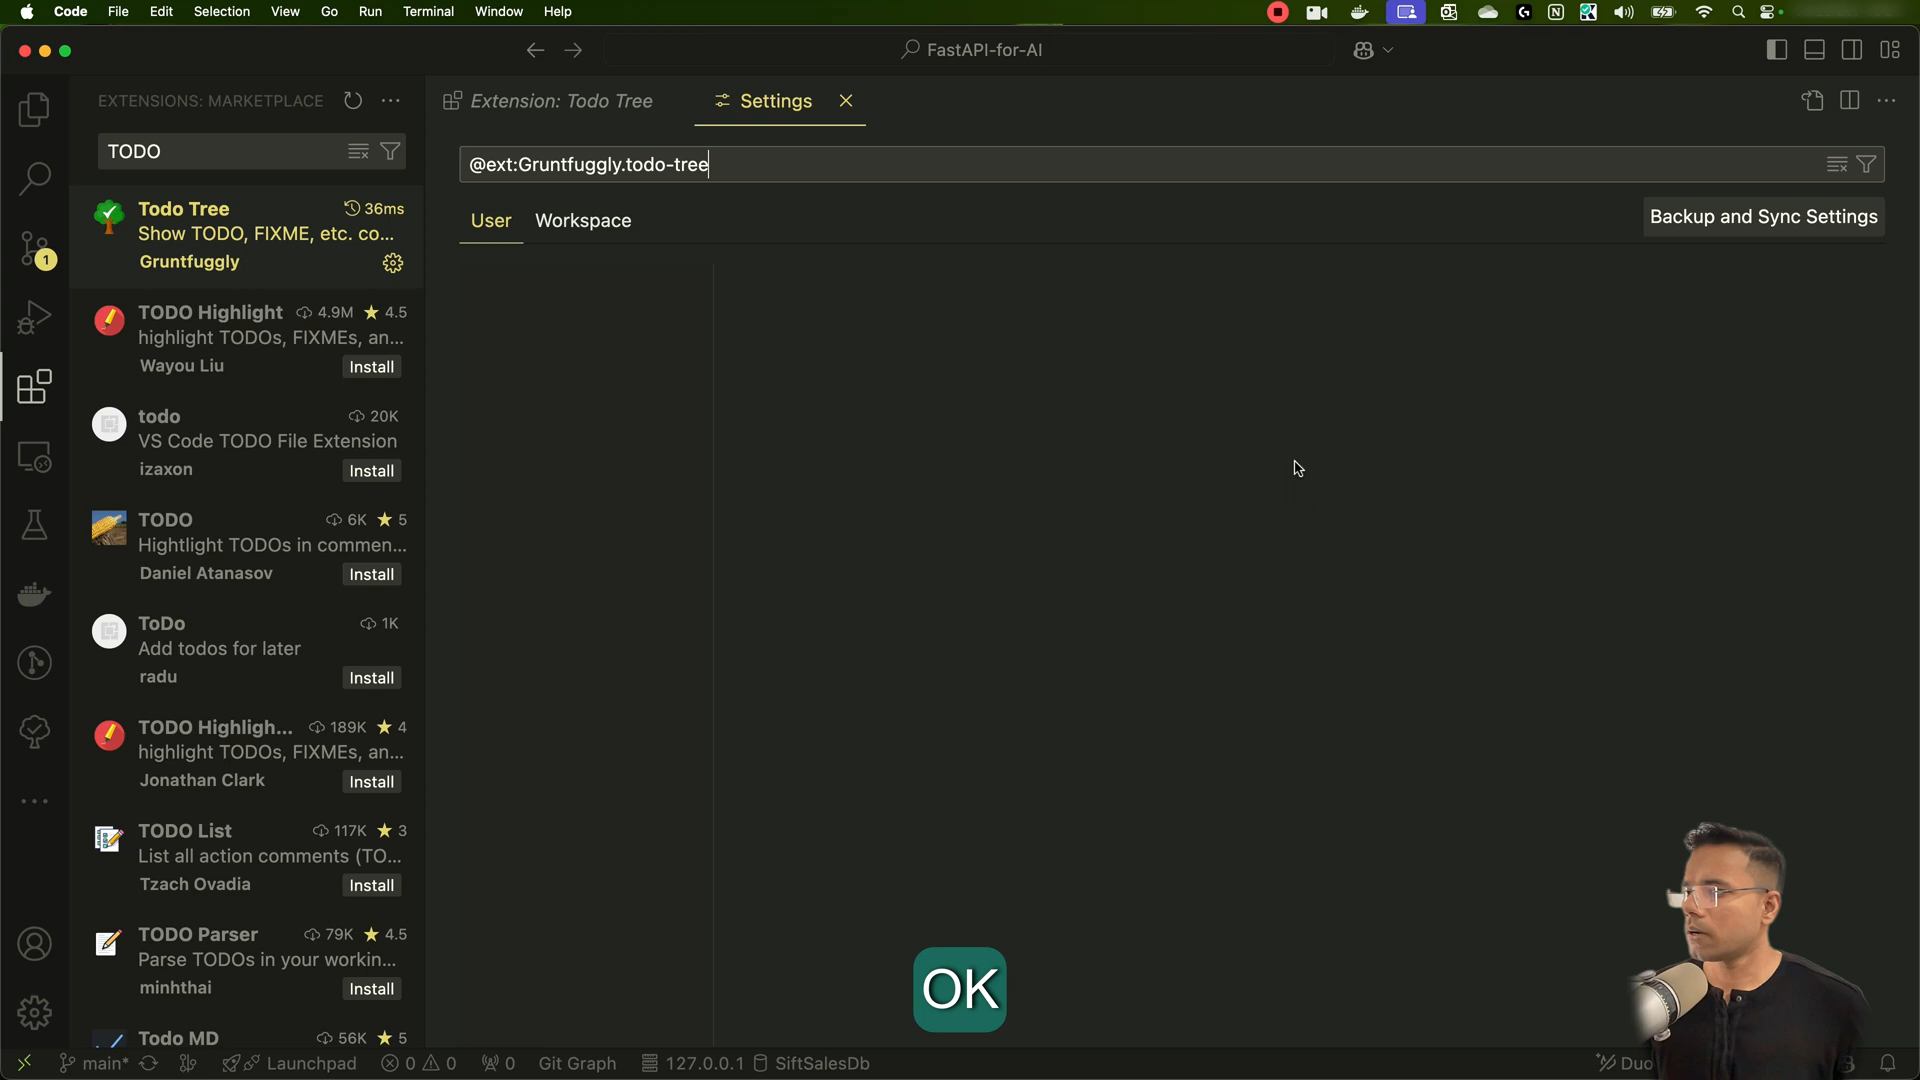 Code File Edit Selection View Go Run Terminal Window Help
FastAPI-for-AI
EXTENSIONS: MARKETPLACE
Extension: Todo Tree
Settings
TODO
@ext:Gruntfuggly.todo-tree
User
Workspace
Backup and Sync Settings
Todo Tree 36ms
Show TODO, FIXME, etc. co...
Gruntfuggly
TODO Highlight 4.9M 4.5
highlight TODOs, FIXMEs, an...
Wayou Liu Install
todo 20K
VS Code TODO File Extension
izaxon Install
TODO 6K 5
Hightlight TODOs in commen...
Daniel Atanasov Install
ToDo 1K
Add todos for later
radu Install
TODO Highligh... 189K 4
highlight TODOs, FIXMEs, an...
Jonathan Clark Install
TODO List 117K 3
List all action comments (TO...
Tzach Ovadia Install
TODO Parser 79K 4.5
Parse TODOs in your workin...
minhthai Install
Todo MD 56K 5
1
OK
main* Launchpad 0 0 0 Git Graph 127.0.0.1 SiftSalesDb Duo